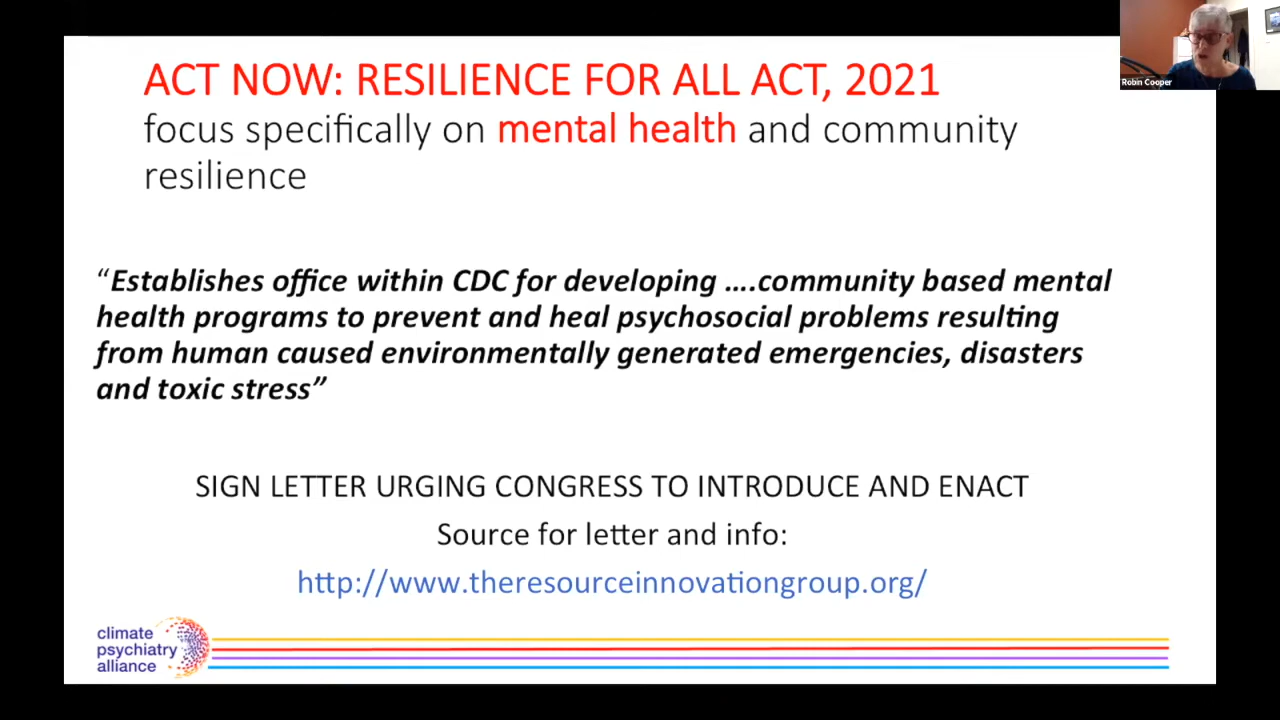 ACT NOW: RESILIENCE FOR ALL ACT, 2021
focus specifically on mental health and community
resilience
“Establishes office within CDC for developing ….community based mental
health programs to prevent and heal psychosocial problems resulting
from human caused environmentally generated emergencies, disasters
and toxic stress”
SIGN LETTER URGING CONGRESS TO INTRODUCE AND ENACT
Source for letter and info:
http://www.theresourceinnovationgroup.org/
climate
psychiatry
alliance
Robin Cooper